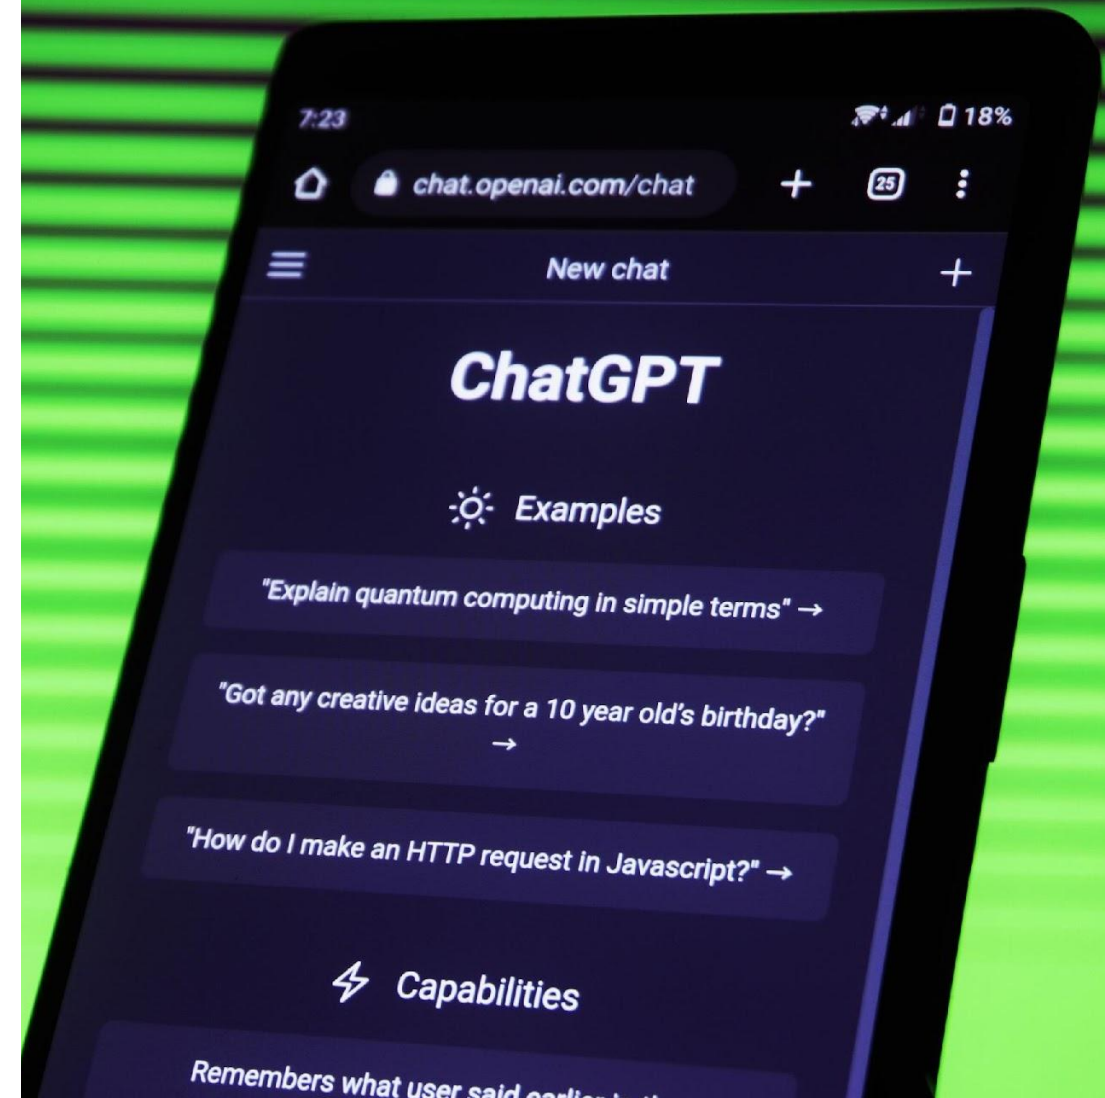 7:23
18%
chat.openai.com/chat
25
New chat
ChatGPT
Examples
"Explain quantum computing in simple terms" →
"Got any creative ideas for a 10 year old's birthday?"
→
"How do I make an HTTP request in Javascript?" →
Capabilities
Remembers what user said earlier